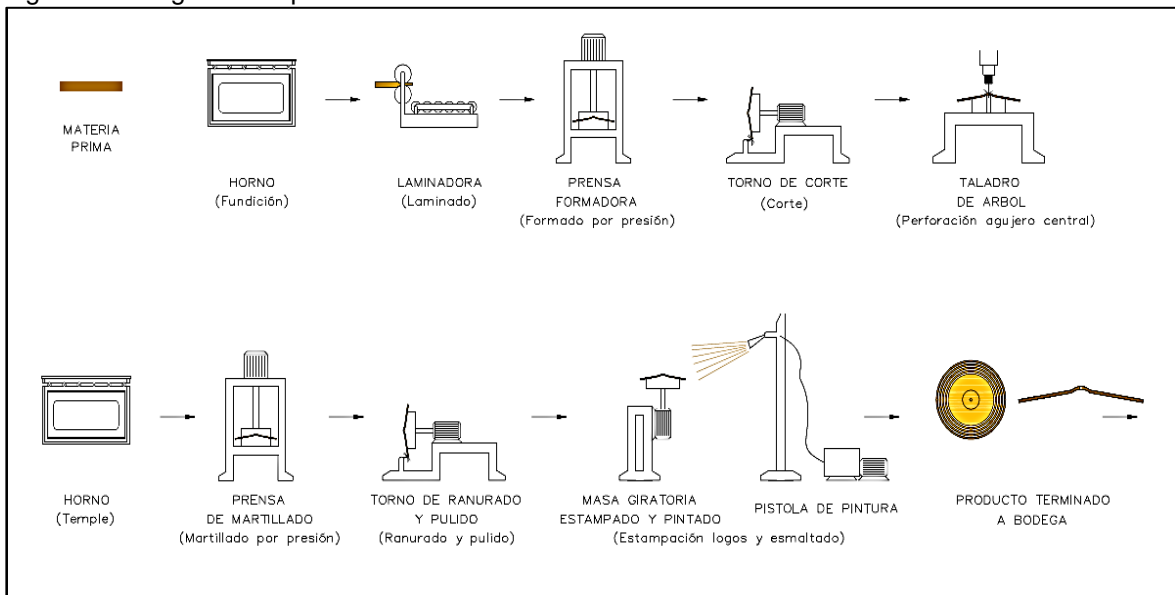 MATERIA
PRIMA
HORNO
(Fundición)
LAMINADORA
(Laminado)
PRENSA
FORMADORA
(Formado por presión)
TORNO DE CORTE
(Corte)
TALADRO
DE ARBOL
(Perforación agujero central)
HORNO
(Temple)
PRENSA
DE MARTILLADO
(Martillado por presión)
TORNO DE RANURADO
Y PULIDO
(Ranurado y pulido)
MASA GIRATORIA
ESTAMPADO Y PINTADO
(Estampación logos y esmaltado)
PISTOLA DE PINTURA
PRODUCTO TERMINADO
A BODEGA